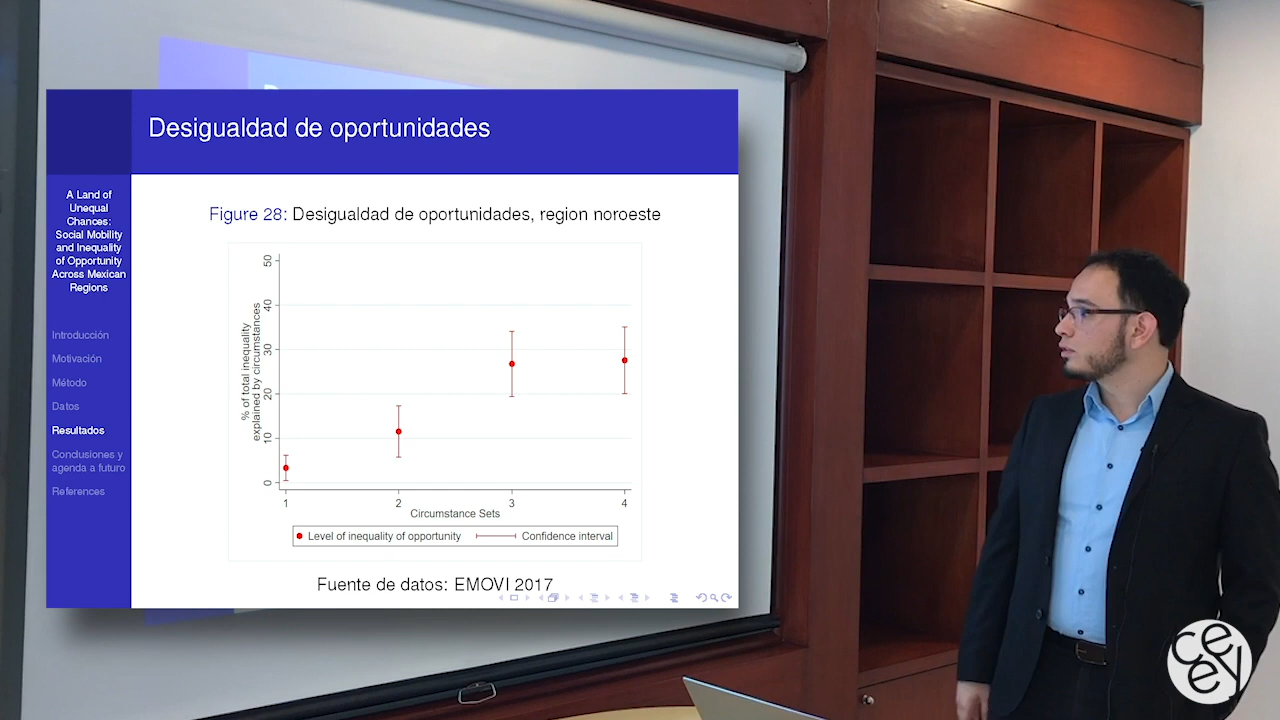 Desigualdad de oportunidades
A Land of
Unequal
Chances:
Social Mobility
and Inequality
of Opportunity
Across Mexican
Regions
Introducción
Motivación
Método
Datos
Resultados
Conclusiones y
agenda a futuro
References
Figure 28: Desigualdad de oportunidades, region noroeste
% of total inequality
explained by circumstances
50
40
30
20
10
0
1 2 3 4
Circumstance Sets
Level of inequality of opportunity Confidence interval
Fuente de datos: EMOVI 2017
ceey